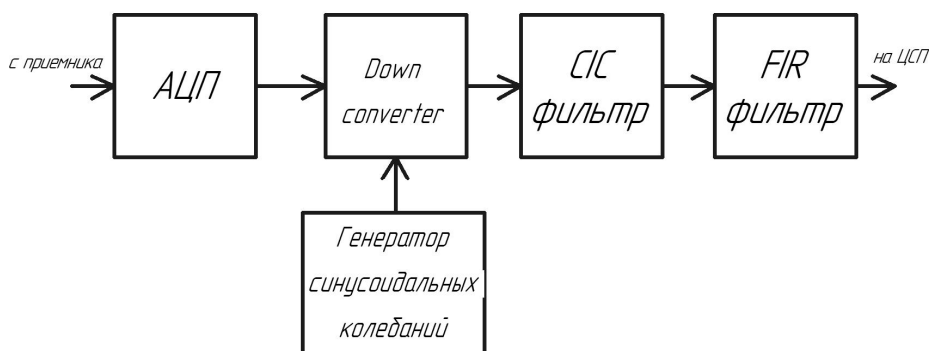 с приемника
АЦП
Down
converter
CIC
фильтр
FIR
фильтр
на ЦСП
Генератор
синусоидальных
колебаний